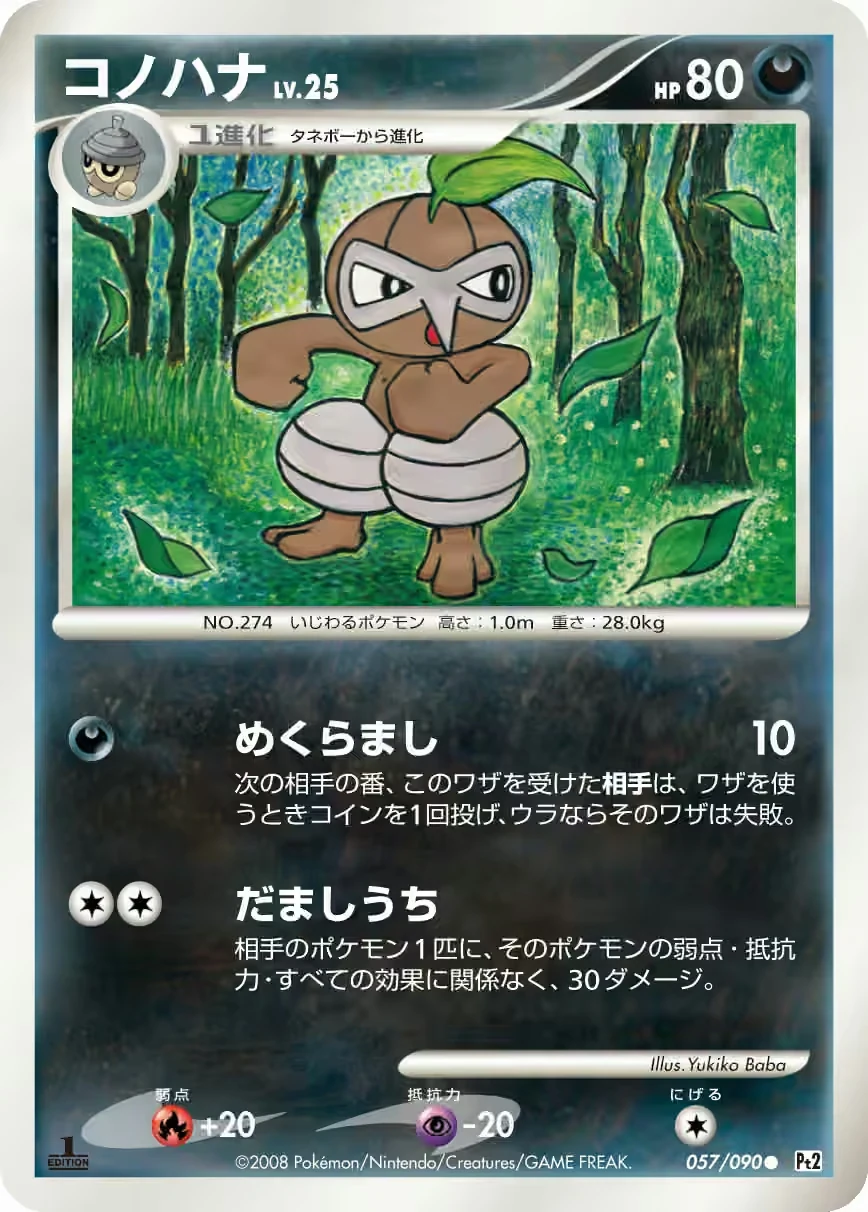 コノハナ LV.25 HP80
1進化 タネボーから進化
NO.274 いじわるポケモン 高さ:1.0m 重さ:28.0kg
めくらまし 10
次の相手の番、このワザを受けた相手は、ワザを使
うときコインを1回投げ、ウラならそのワザは失敗。
だましうち
相手のポケモン1匹に、そのポケモンの弱点・抵抗
力・すべての効果に関係なく、30ダメージ。
Illus.Yukiko Baba
弱点 抵抗力 にげる
+20 -20
1 EDITION
©2008 Pokémon/Nintendo/Creatures/GAME FREAK. 057/090● Pt2